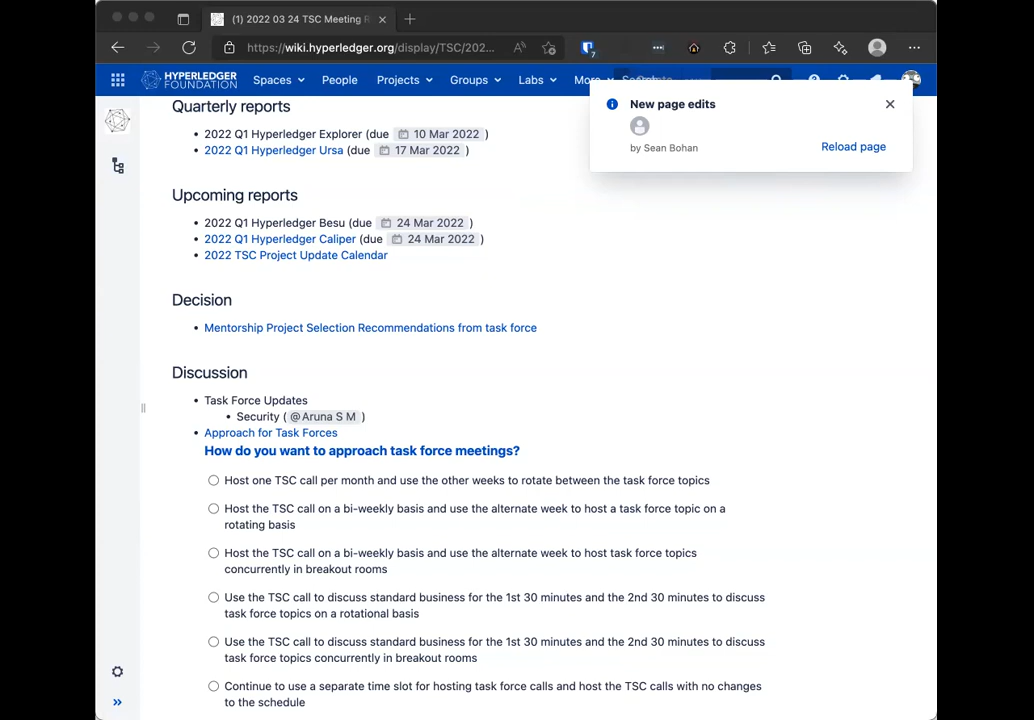 (1) 2022 03 24 TSC Meeting R
https://wiki.hyperledger.org/display/TSC/202...
7
HYPERLEDGER
FOUNDATION
Spaces
People
Projects
Groups
Labs
More
Search
New page edits
by Sean Bohan
Reload page
Quarterly reports
• 2022 Q1 Hyperledger Explorer (due 10 Mar 2022 )
• 2022 Q1 Hyperledger Ursa (due 17 Mar 2022 )
Upcoming reports
• 2022 Q1 Hyperledger Besu (due 24 Mar 2022 )
• 2022 Q1 Hyperledger Caliper (due 24 Mar 2022 )
• 2022 TSC Project Update Calendar
Decision
• Mentorship Project Selection Recommendations from task force
Discussion
• Task Force Updates
• Security ( @Aruna S M )
• Approach for Task Forces
How do you want to approach task force meetings?
Host one TSC call per month and use the other weeks to rotate between the task force topics
Host the TSC call on a bi-weekly basis and use the alternate week to host a task force topic on a
rotating basis
Host the TSC call on a bi-weekly basis and use the alternate week to host task force topics
concurrently in breakout rooms
Use the TSC call to discuss standard business for the 1st 30 minutes and the 2nd 30 minutes to discuss
task force topics on a rotational basis
Use the TSC call to discuss standard business for the 1st 30 minutes and the 2nd 30 minutes to discuss
task force topics concurrently in breakout rooms
Continue to use a separate time slot for hosting task force calls and host the TSC calls with no changes
to the schedule